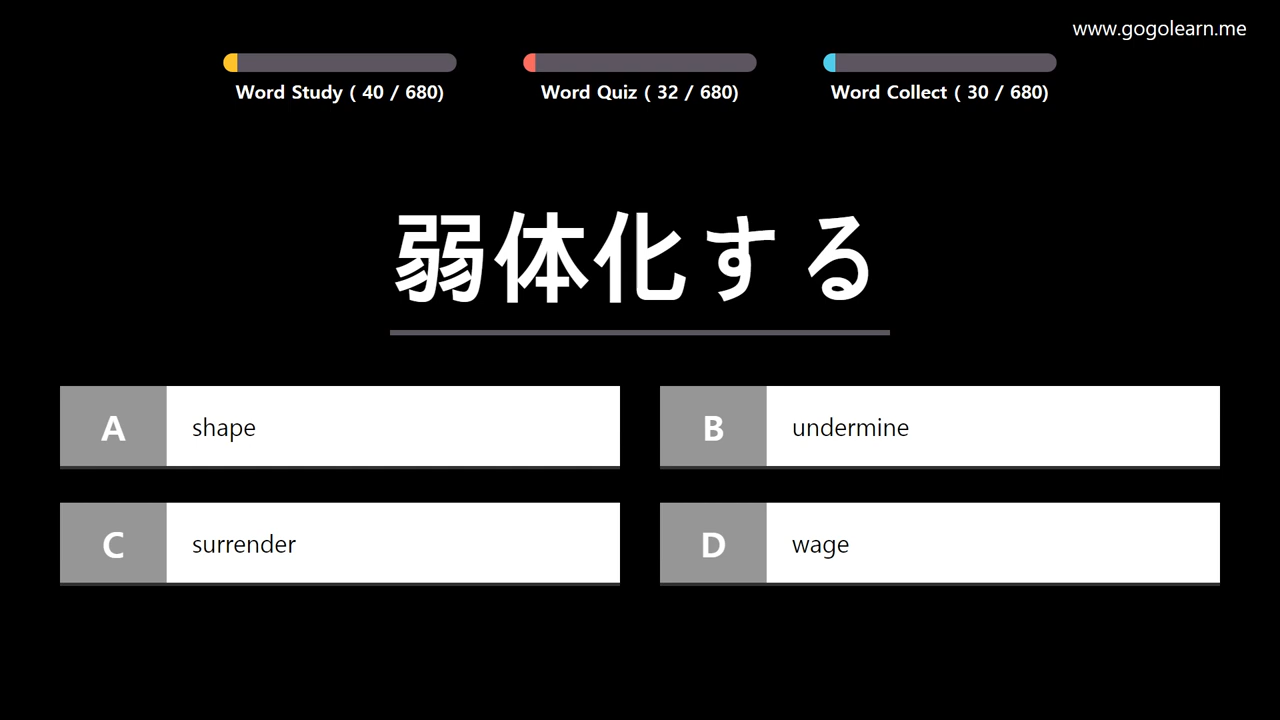 www.gogolearn.me
Word Study ( 40 / 680)
Word Quiz ( 32 / 680)
Word Collect ( 30 / 680)
弱体化する
A shape
B undermine
C surrender
D wage